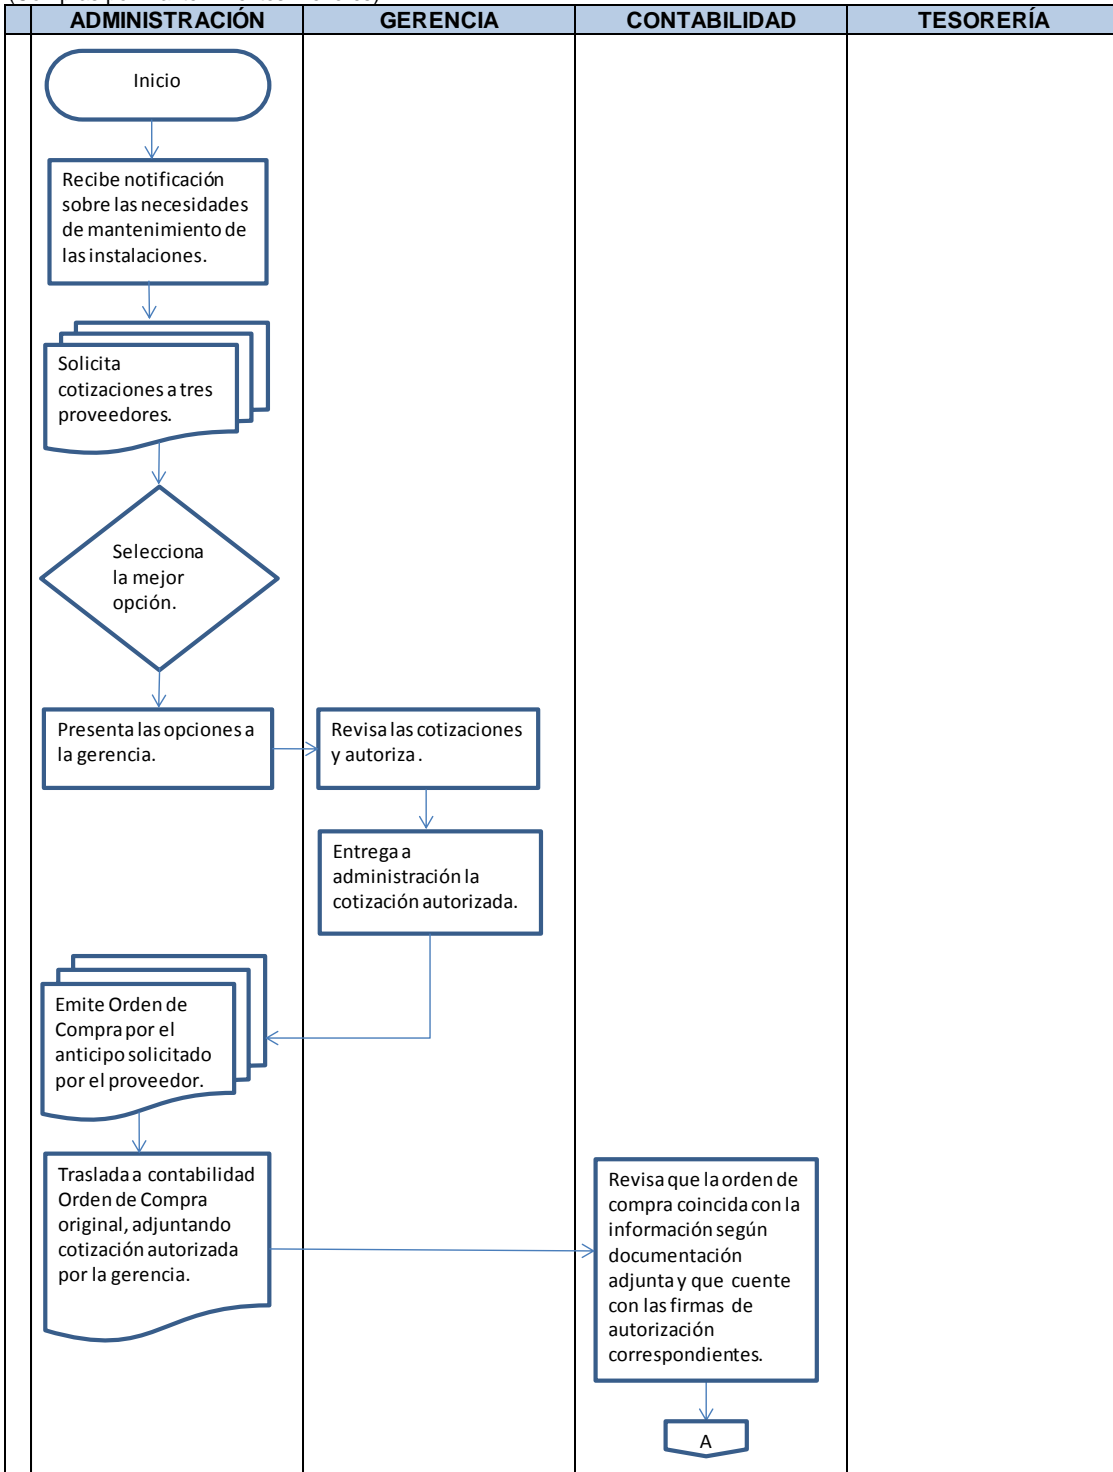 ADMINISTRACIÓN GERENCIA CONTABILIDAD TESORERÍA
Inicio
Recibe notificación
sobre las necesidades
de mantenimiento de
las instalaciones.
Solicita
cotizaciones a tres
proveedores.
Selecciona
la mejor
opción.
Presenta las opciones a
la gerencia.
Revisa las cotizaciones
y autoriza.
Entrega a
administración la
cotización autorizada.
Emite Orden de
Compra por el
anticipo solicitado
por el proveedor.
Traslada a contabilidad
Orden de Compra
original, adjuntando
cotización autorizada
por la gerencia.
Revisa que la orden de
compra coincida con la
información según
documentación
adjunta y que cuente
con las firmas de
autorización
correspondientes.
A